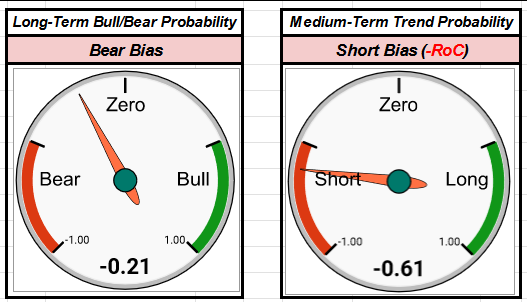 Long-Term Bull/Bear Probability
Bear Bias
Zero
Bear
Bull
-1.00
1.00
-0.21
Medium-Term Trend Probability
Short Bias (-RoC)
Zero
Short
Long
-1.00
1.00
-0.61